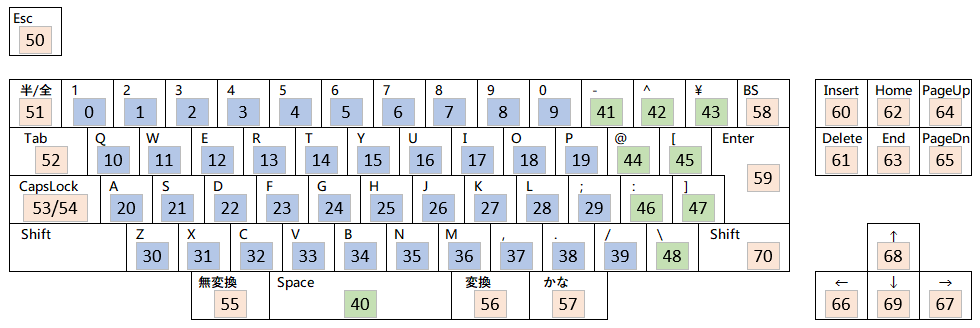 Esc
50
半/全 1 2 3 4 5 6 7 8 9 0 - ^ ¥ BS Insert Home PageUp
51 0 1 2 3 4 5 6 7 8 9 41 42 43 58 60 62 64
Tab Q W E R T Y U I O P @ [ Enter Delete End PageDn
52 10 11 12 13 14 15 16 17 18 19 44 45 59 61 63 65
CapsLock A S D F G H J K L ; : ]
53/54 20 21 22 23 24 25 26 27 28 29 46 47
Shift Z X C V B N M , . / \ Shift ↑
30 31 32 33 34 35 36 37 38 39 48 70 68
無変換 Space 変換 かな ← ↓ →
55 40 56 57 66 69 67